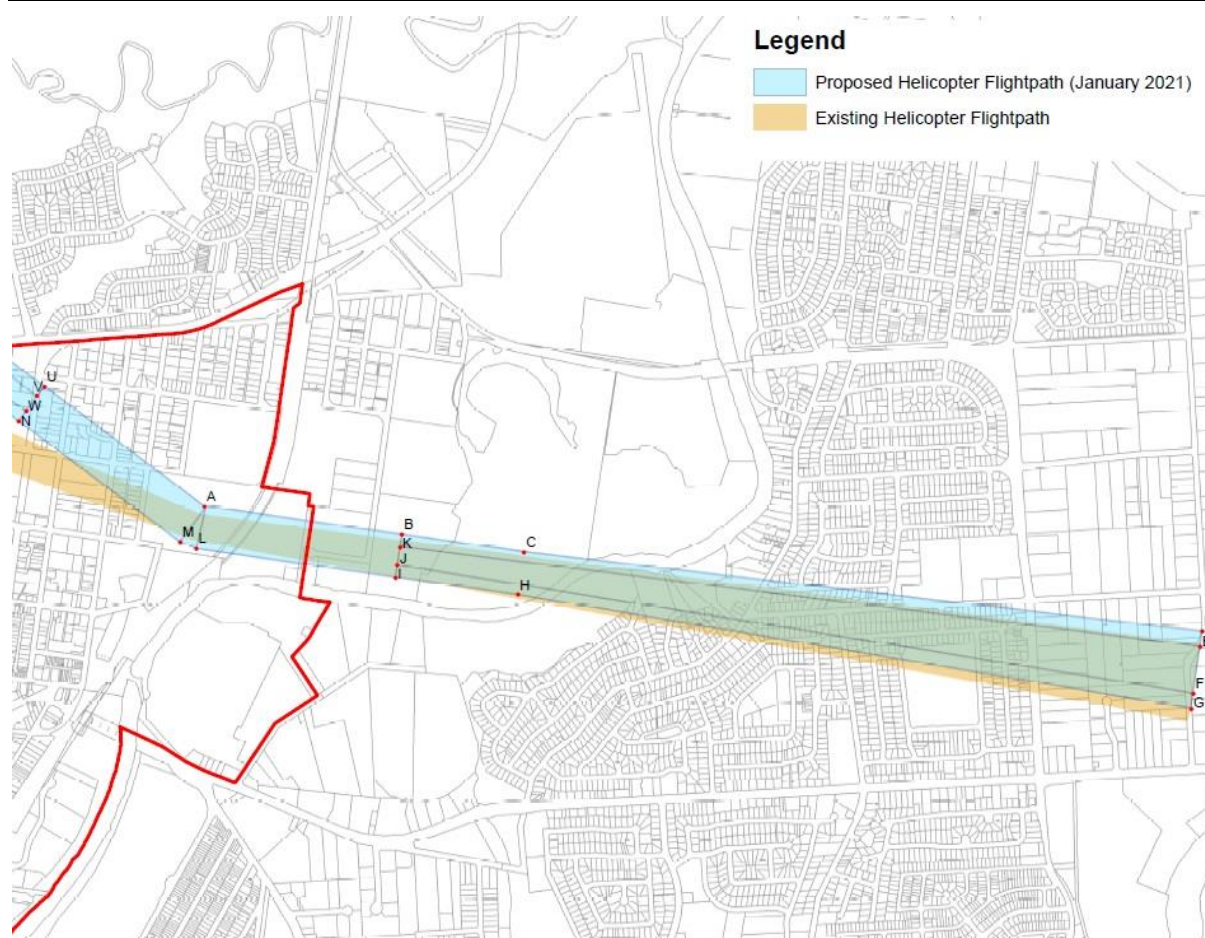 Legend
Proposed Helicopter Flightpath (January 2021)
Existing Helicopter Flightpath
U
V
W
N
A
M
L
B
K
J
I
C
H
F
G